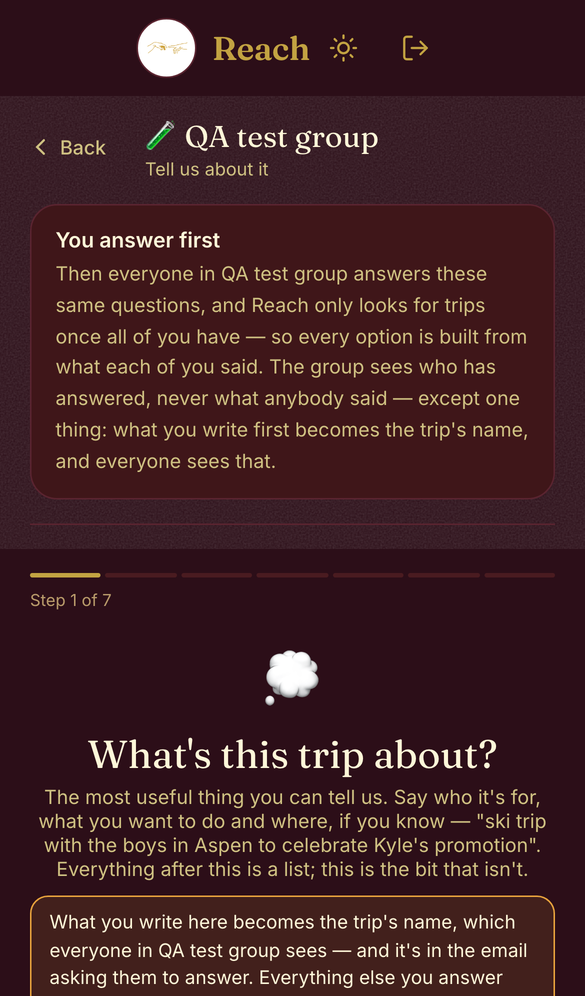 Reach
Back
QA test group
Tell us about it
You answer first
Then everyone in QA test group answers these
same questions, and Reach only looks for trips
once all of you have — so every option is built from
what each of you said. The group sees who has
answered, never what anybody said — except one
thing: what you write first becomes the trip's name,
and everyone sees that.
Step 1 of 7
What's this trip about?
The most useful thing you can tell us. Say who it's for,
what you want to do and where, if you know — "ski trip
with the boys in Aspen to celebrate Kyle's promotion".
Everything after this is a list; this is the bit that isn't.
What you write here becomes the trip's name, which
everyone in QA test group sees — and it's in the email
asking them to answer. Everything else you answer